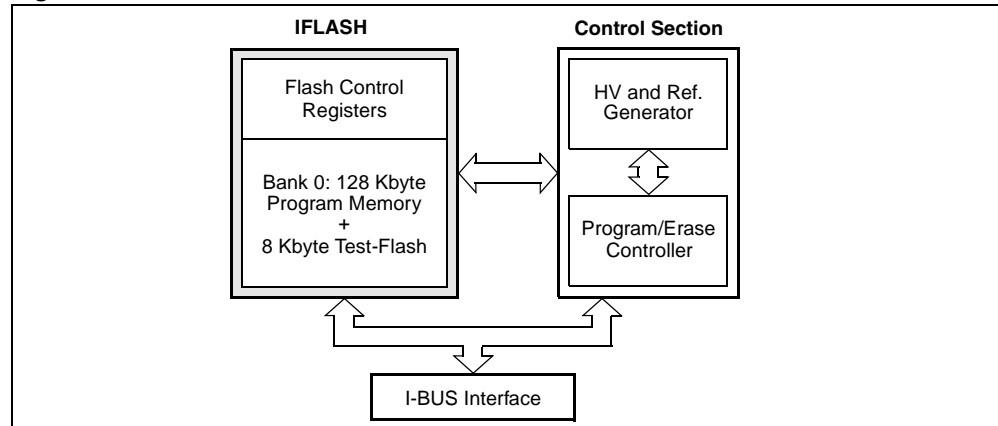 IFLASH
Flash Control
Registers
Bank 0: 128 Kbyte
Program Memory
+
8 Kbyte Test-Flash
Control Section
HV and Ref.
Generator
Program/Erase
Controller
I-BUS Interface